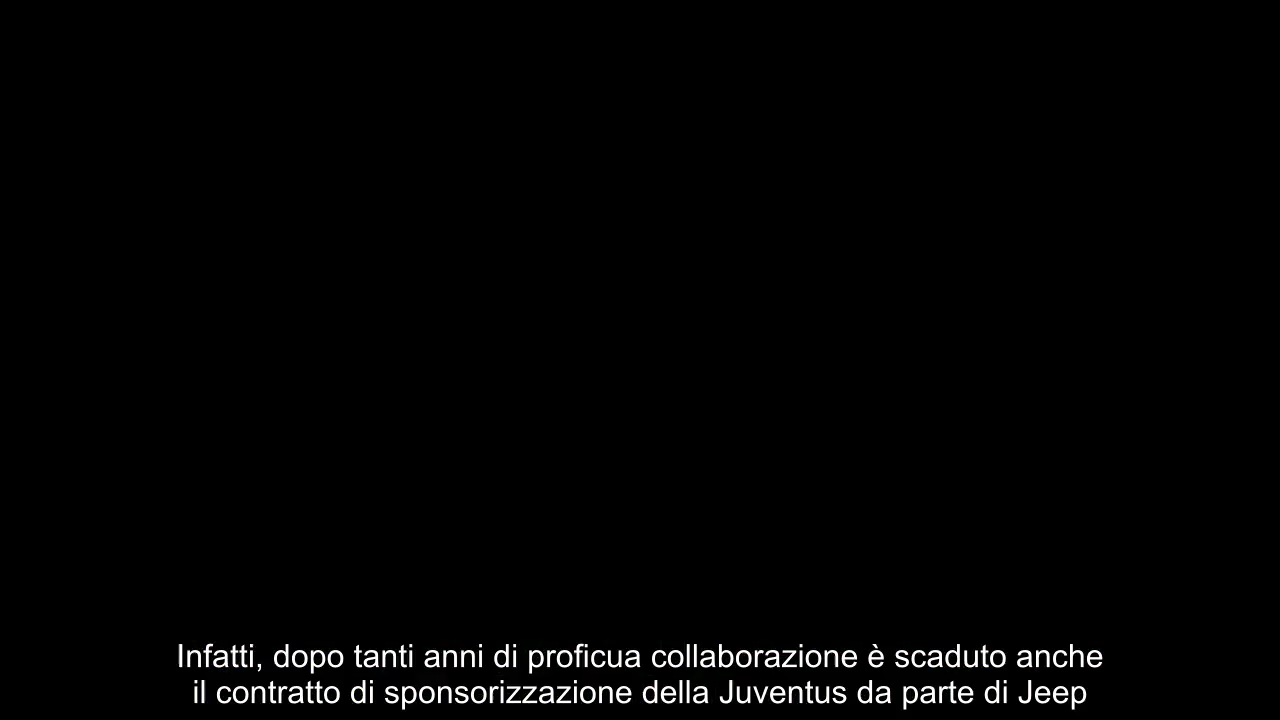 Infatti, dopo tanti anni di proficua collaborazione è scaduto anche
il contratto di sponsorizzazione della Juventus da parte di Jeep